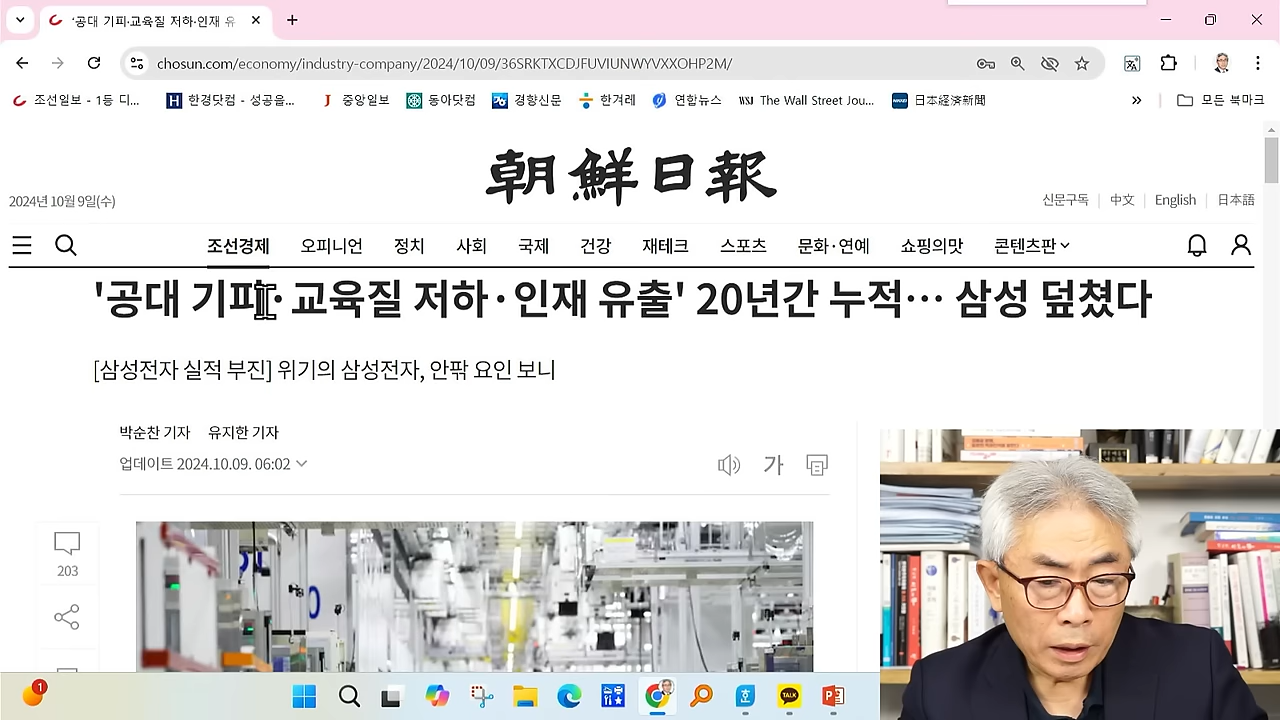 '공대 기피·교육질 저하·인재 유
chosun.com/economy/industry-company/2024/10/09/36SRKTXCDJFUVIUNWYVXXOHP2M/
조선일보 - 1등 디...
한경닷컴 - 성공을...
중앙일보
동아닷컴
경향신문
한겨레
연합뉴스
WSJ The Wall Street Jou...
NIKKEI 日本経済新聞
모든 북마크
朝鮮日報
2024년 10월 9일(수)
신문구독 | 中文 | English | 日本語
조선경제 오피니언 정치 사회 국제 건강 재테크 스포츠 문화·연예 쇼핑의맛 콘텐츠판
'공대 기피·교육질 저하·인재 유출' 20년간 누적… 삼성 덮쳤다
[삼성전자 실적 부진] 위기의 삼성전자, 안팎 요인 보니
박순찬 기자 유지한 기자
업데이트 2024.10.09. 06:02
가
203
1
TALK